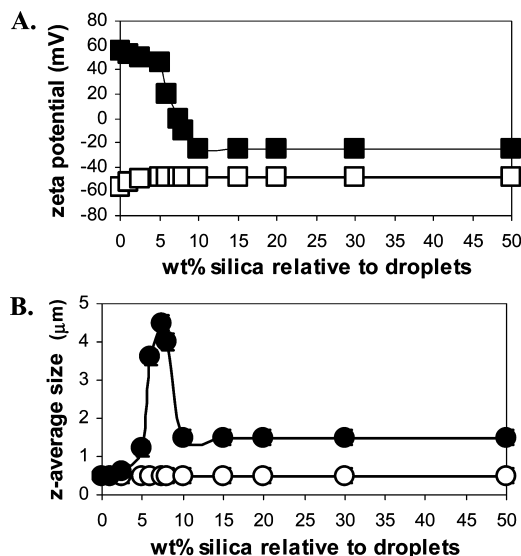 A.
zeta potential (mV)
80
60
40
20
0
-20
-40
-60
-80
0 5 10 15 20 25 30 35 40 45 50
wt% silica relative to droplets
B.
z-average size (μm)
5
4
3
2
1
0
0 5 10 15 20 25 30 35 40 45 50
wt% silica relative to droplets